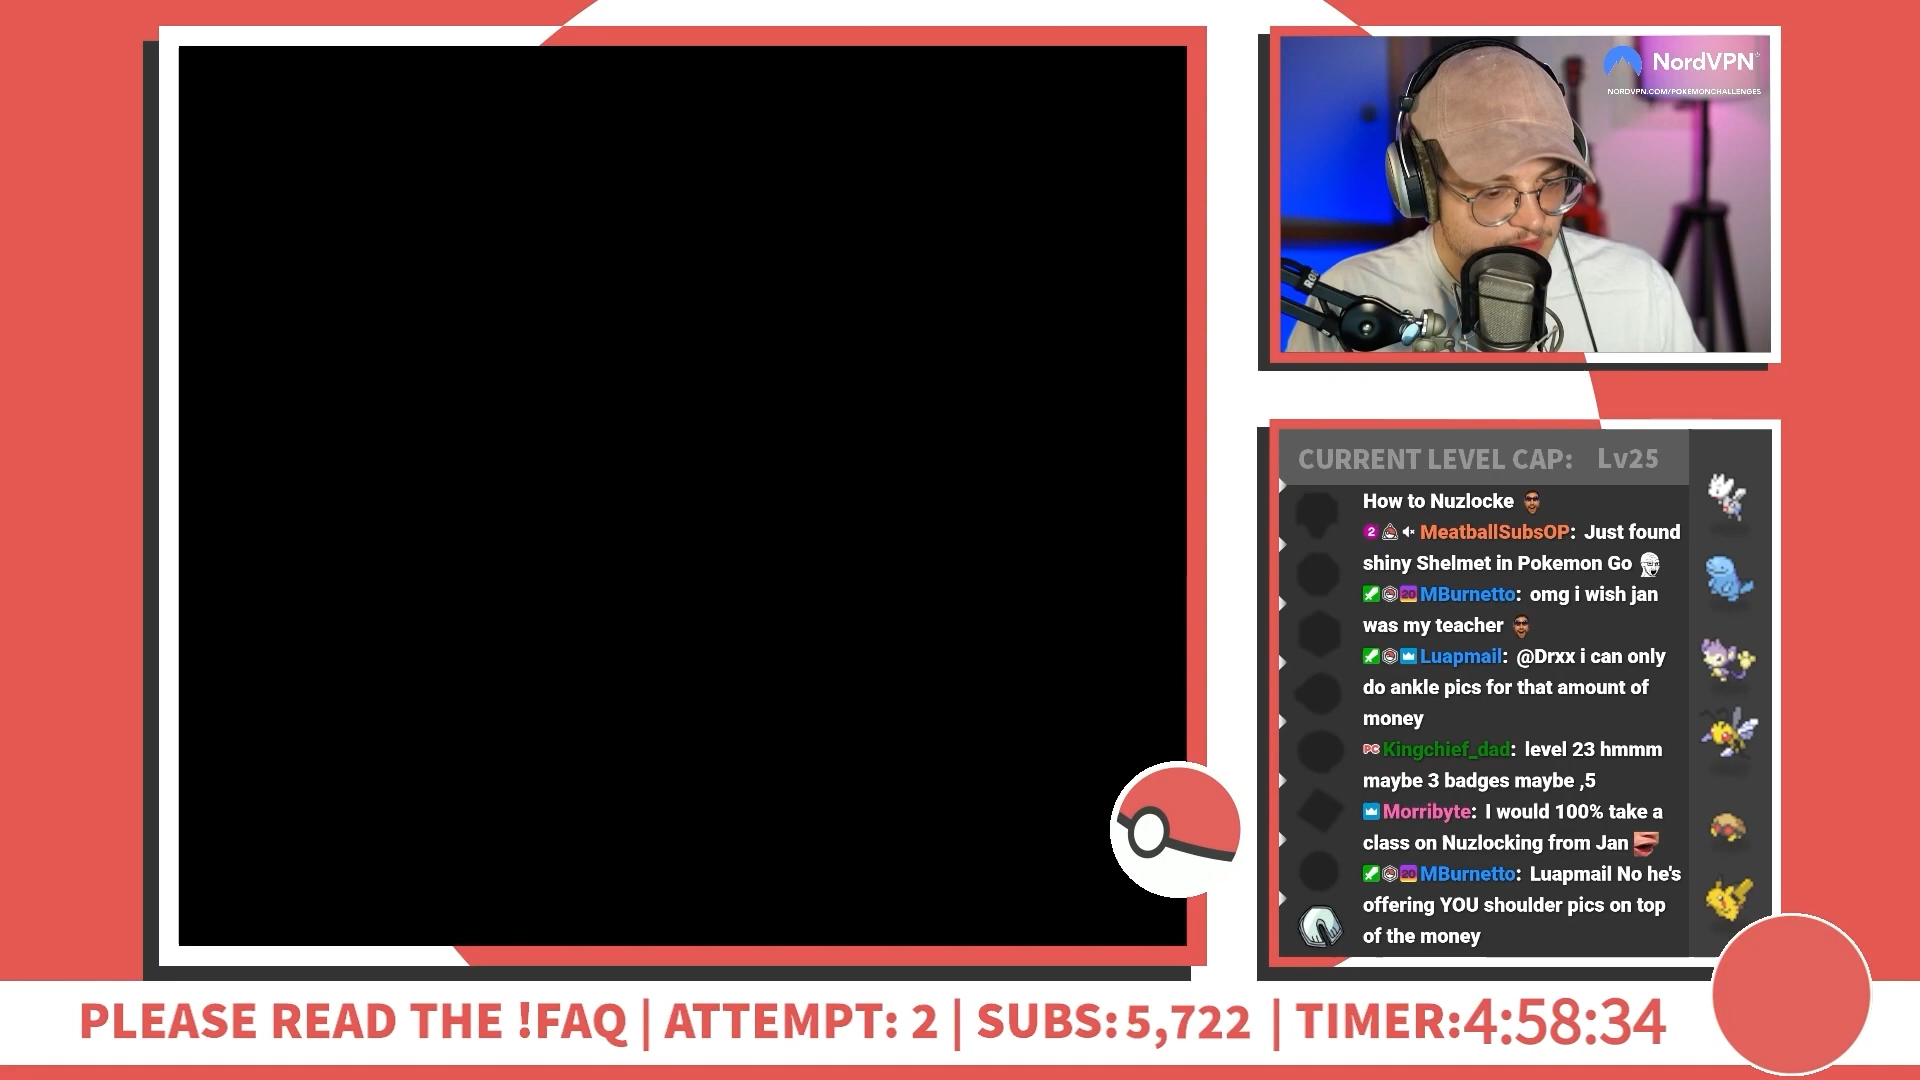 NordVPN
NORDVPN.COM/POKEMONCHALLENGES
CURRENT LEVEL CAP: Lv25
How to Nuzlocke
2 MeatballSubsOP: Just found
shiny Shelmet in Pokemon Go
20 MBurnetto: omg i wish jan
was my teacher
Luapmail: @Drxx i can only
do ankle pics for that amount of
money
PC Kingchief_dad: level 23 hmmm
maybe 3 badges maybe ,5
Morribyte: I would 100% take a
class on Nuzlocking from Jan
20 MBurnetto: Luapmail No he's
offering YOU shoulder pics on top
of the money
PLEASE READ THE !FAQ | ATTEMPT: 2 | SUBS: 5,722 | TIMER:4:58:34